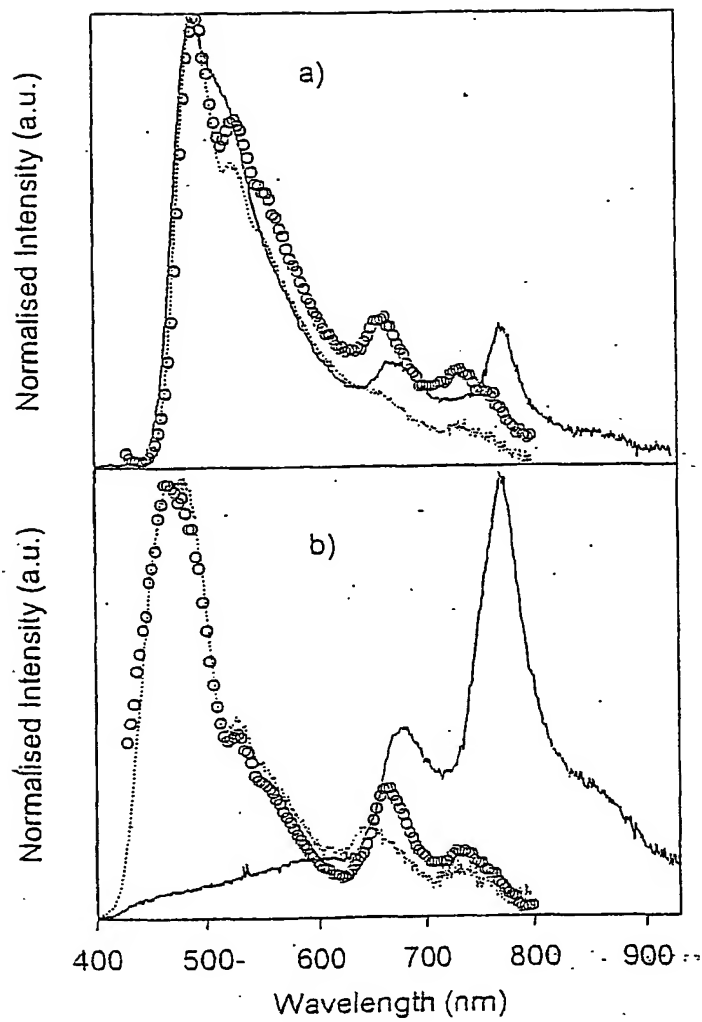 a)
Normalised Intensity (a.u.)
b)
Normalised Intensity (a.u.)
400 500 600 700 800 900
Wavelength (nm)